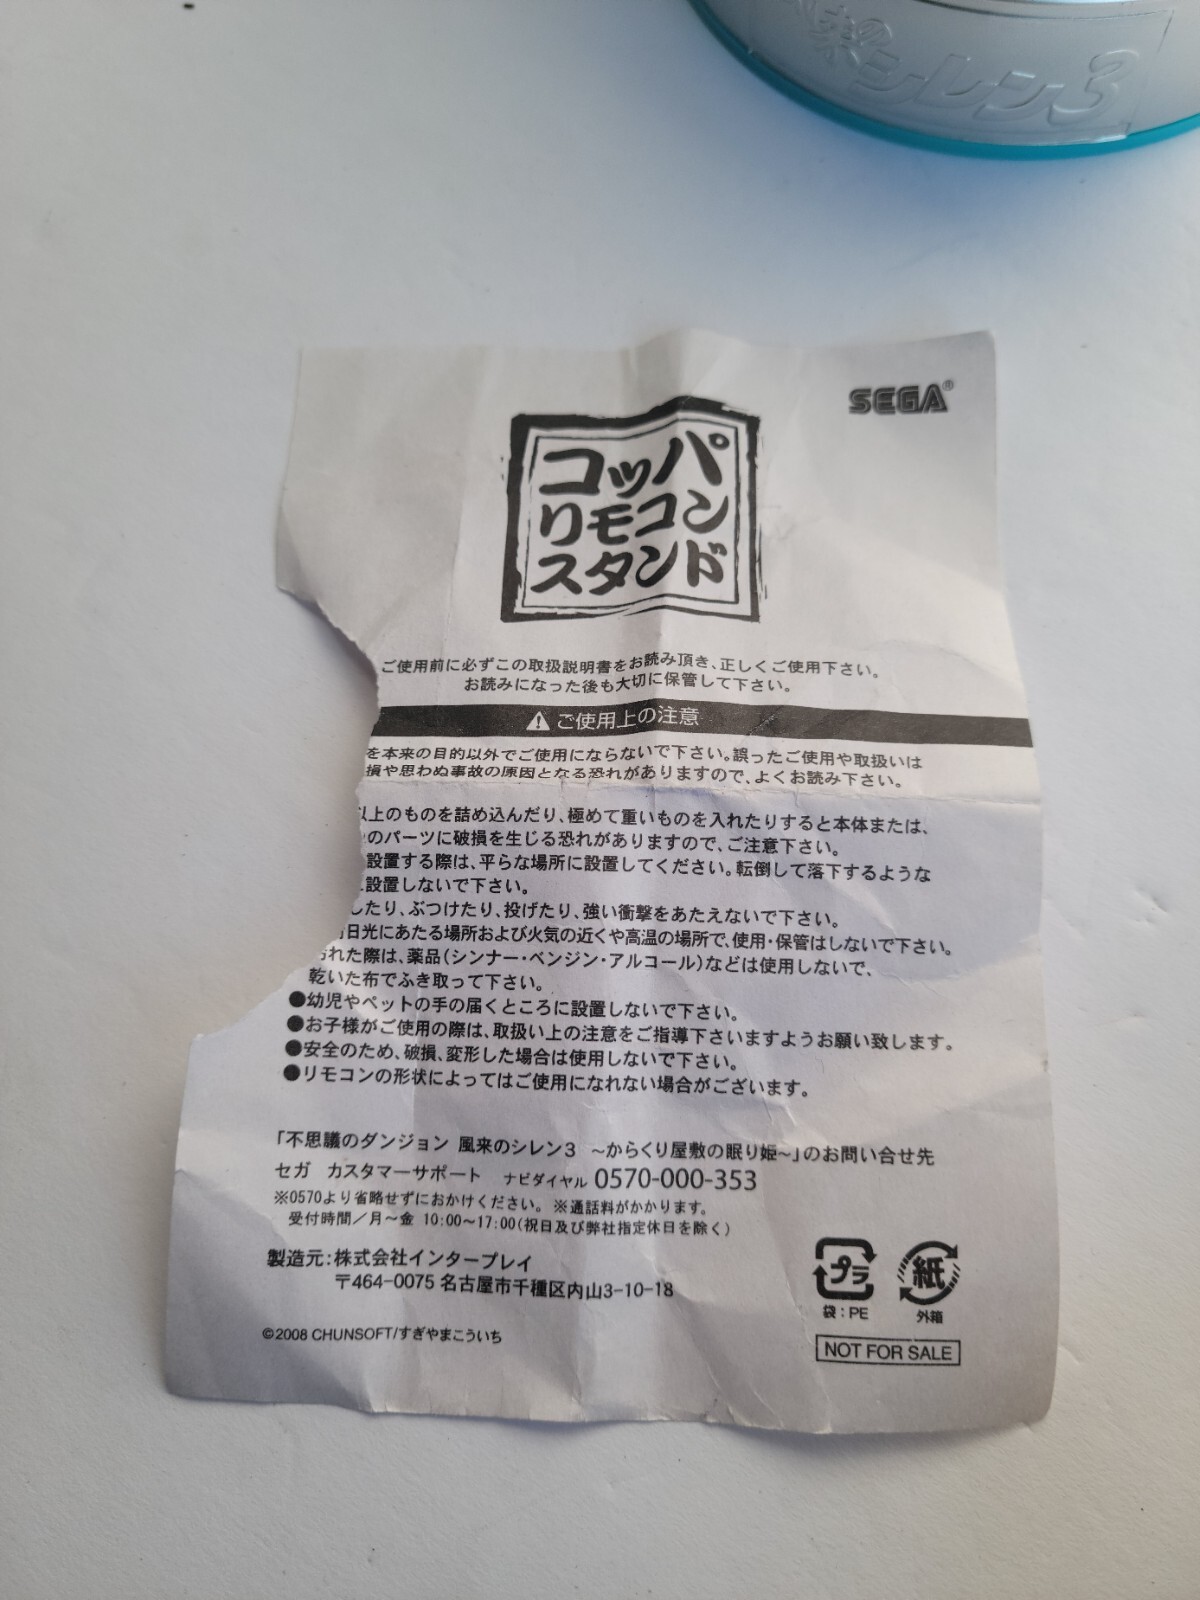 シレン3
SEGA®
コッパ
リモコン
スタンド
ご使用前に必ずこの取扱説明書をお読み頂き、正しくご使用下さい。
お読みになった後も大切に保管して下さい。
ご使用上の注意
を本来の目的以外でご使用にならないで下さい。誤ったご使用や取扱いは
損や思わぬ事故の原因となる恐れがありますので、よくお読み下さい。
以上のものを詰め込んだり、極めて重いものを入れたりすると本体または、
のパーツに破損を生じる恐れがありますので、ご注意下さい。
設置する際は、平らな場所に設置してください。転倒して落下するような
設置しないで下さい。
したり、ぶつけたり、投げたり、強い衝撃をあたえないで下さい。
日光にあたる場所および火気の近くや高温の場所で、使用・保管はしないで下さい。
れた際は、薬品(シンナー・ベンジン・アルコール)などは使用しないで、
乾いた布でふき取って下さい。
●幼児やペットの手の届くところに設置しないで下さい。
●お子様がご使用の際は、取扱い上の注意をご指導下さいますようお願い致します。
●安全のため、破損、変形した場合は使用しないで下さい。
●リモコンの形状によってはご使用になれない場合がございます。
「不思議のダンジョン 風来のシレン3 ~からくり屋敷の眠り姫~」のお問い合せ先
セガ カスタマーサポート ナビダイヤル 0570-000-353
※0570より省略せずにおかけください。※通話料がかかります。
受付時間/月~金 10:00~17:00(祝日及び弊社指定休日を除く)
製造元:株式会社インタープレイ
〒464-0075 名古屋市千種区内山3-10-18
プラ
袋:PE
紙
外箱
©2008 CHUNSOFT/すぎやまこういち
NOT FOR SALE